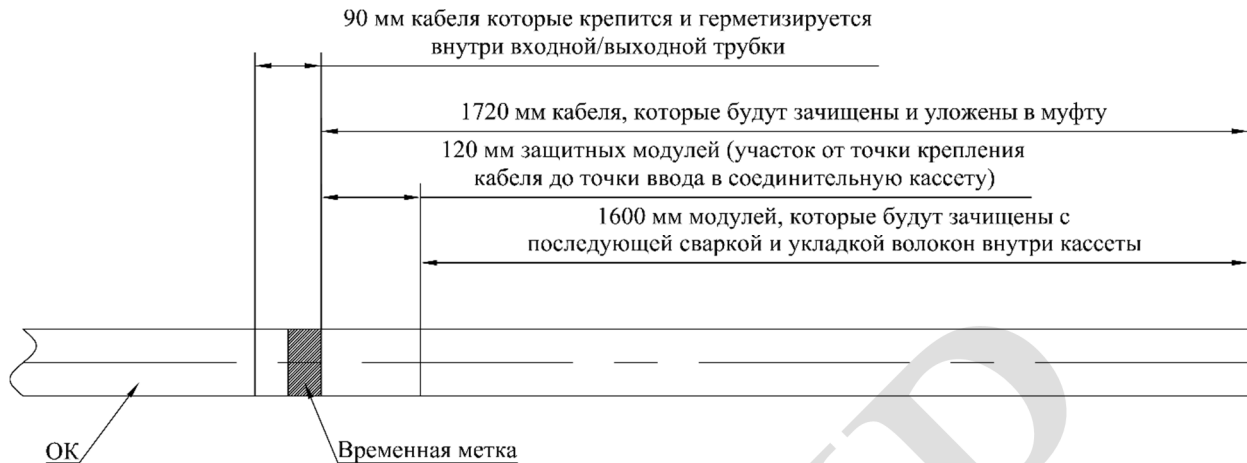 90 мм кабеля которые крепится и герметизируется
внутри входной/выходной трубки
1720 мм кабеля, которые будут зачищены и уложены в муфту
120 мм защитных модулей (участок от точки крепления
кабеля до точки ввода в соединительную кассету)
1600 мм модулей, которые будут зачищены с
последующей сваркой и укладкой волокон внутри кассеты
ОК
Временная метка